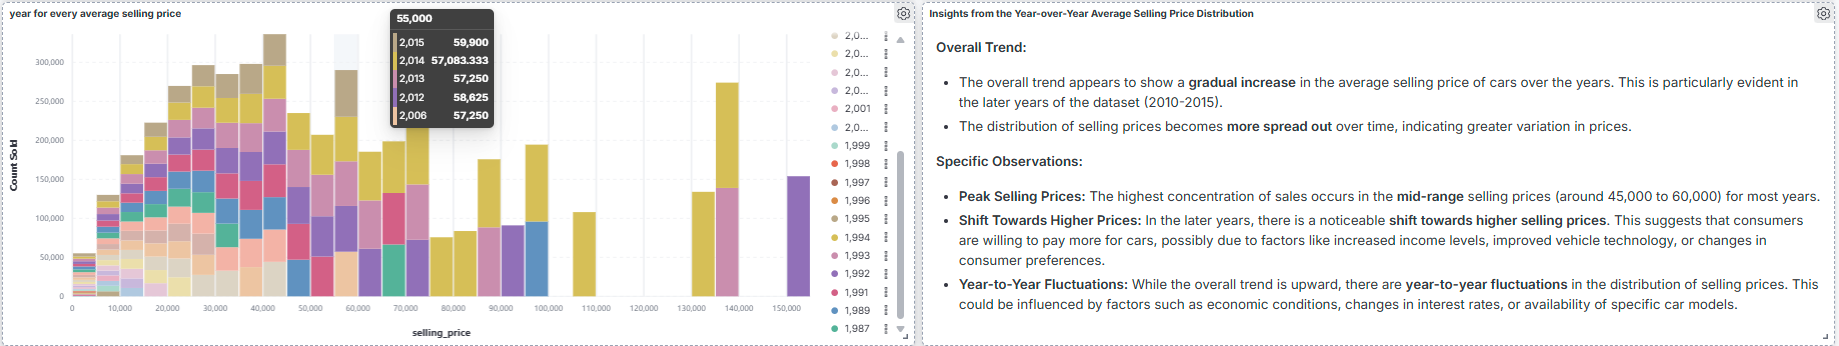 year for every average selling price
55,000
2,015 59,900
2,014 57,083.333
2,013 57,250
2,012 58,625
2,006 57,250
Count Sold
300,000
250,000
200,000
150,000
100,000
50,000
0
0 10,000 20,000 30,000 40,000 50,000 60,000 70,000 80,000 90,000 100,000 110,000 120,000 130,000 140,000 150,000
selling_price
2,0...
2,0...
2,0...
2,0...
2,001
2,0...
1,999
1,998
1,997
1,996
1,995
1,994
1,993
1,992
1,991
1,989
1,987
Insights from the Year-over-Year Average Selling Price Distribution
Overall Trend:
• The overall trend appears to show a gradual increase in the average selling price of cars over the years. This is particularly evident in
the later years of the dataset (2010-2015).
• The distribution of selling prices becomes more spread out over time, indicating greater variation in prices.
Specific Observations:
• Peak Selling Prices: The highest concentration of sales occurs in the mid-range selling prices (around 45,000 to 60,000) for most years.
• Shift Towards Higher Prices: In the later years, there is a noticeable shift towards higher selling prices. This suggests that consumers
are willing to pay more for cars, possibly due to factors like increased income levels, improved vehicle technology, or changes in
consumer preferences.
• Year-to-Year Fluctuations: While the overall trend is upward, there are year-to-year fluctuations in the distribution of selling prices. This
could be influenced by factors such as economic conditions, changes in interest rates, or availability of specific car models.